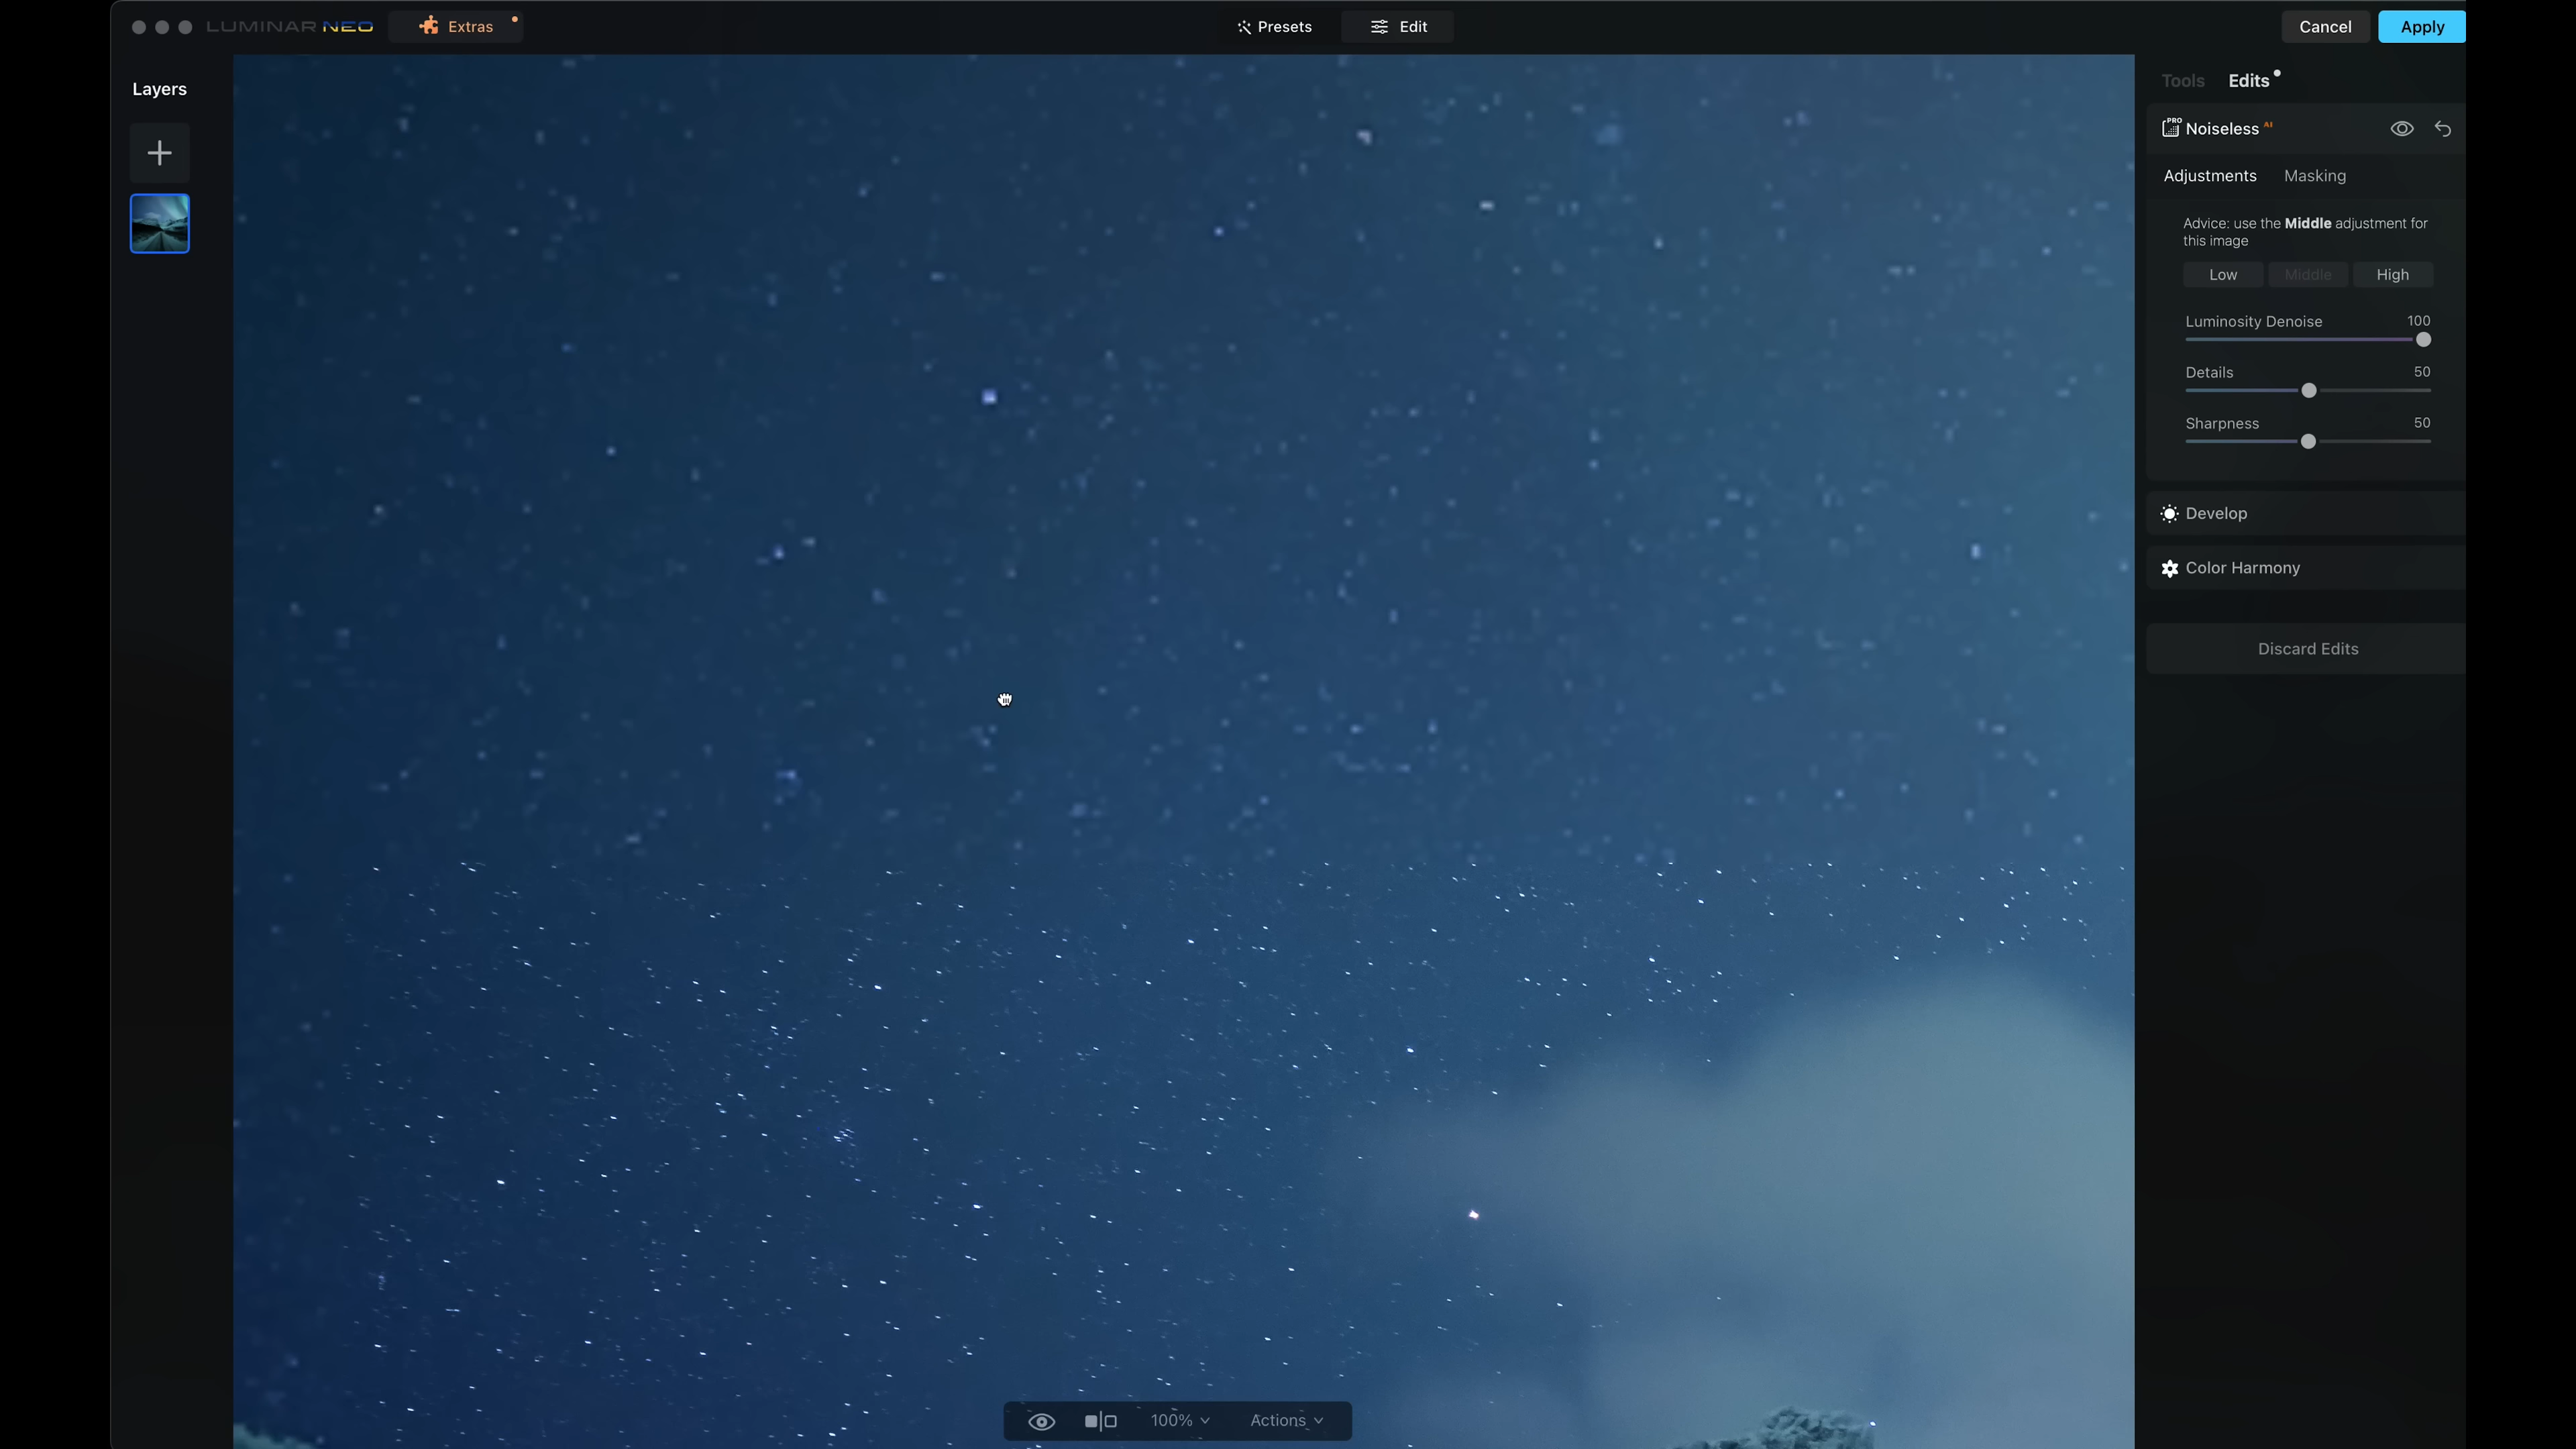 LUMINAR NEO
Extras
Presets
Edit
Cancel
Apply
Layers
Tools
Edits
PRO
Noiseless AI
Adjustments
Masking
Advice: use the Middle adjustment for
this image
Low
Middle
High
Luminosity Denoise 100
Details 50
Sharpness 50
Develop
Color Harmony
Discard Edits
100%
Actions